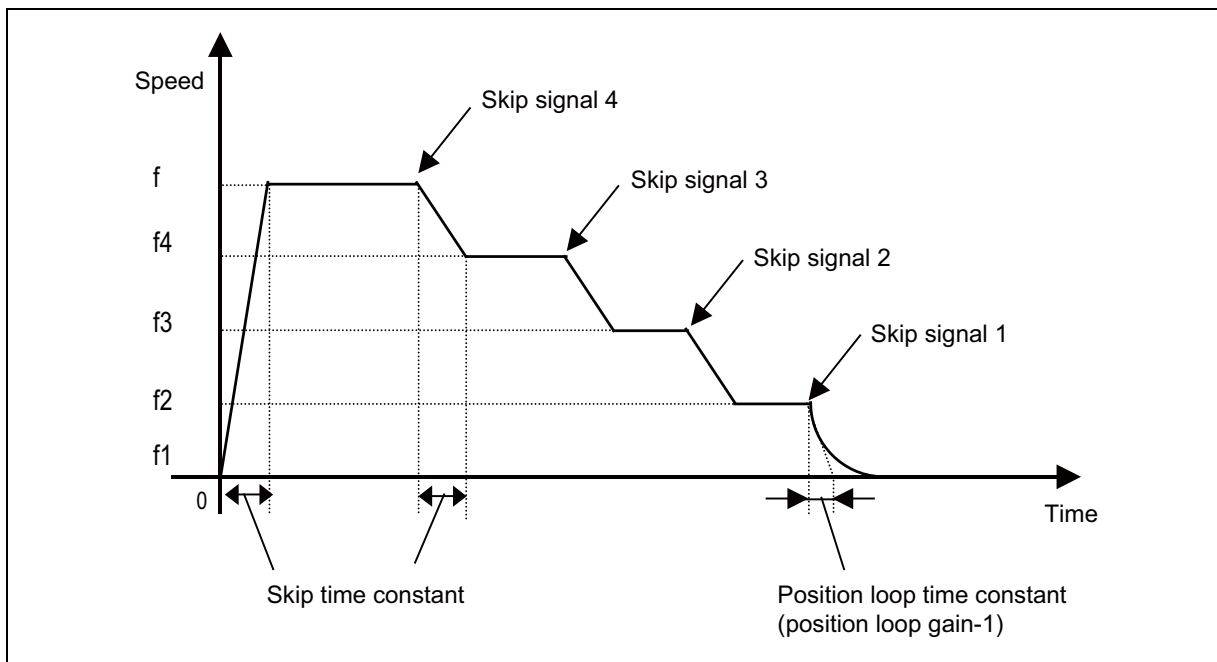 Speed
Skip signal 4
f
Skip signal 3
f4
Skip signal 2
f3
Skip signal 1
f2
f1
0
Time
Skip time constant
Position loop time constant
(position loop gain-1)